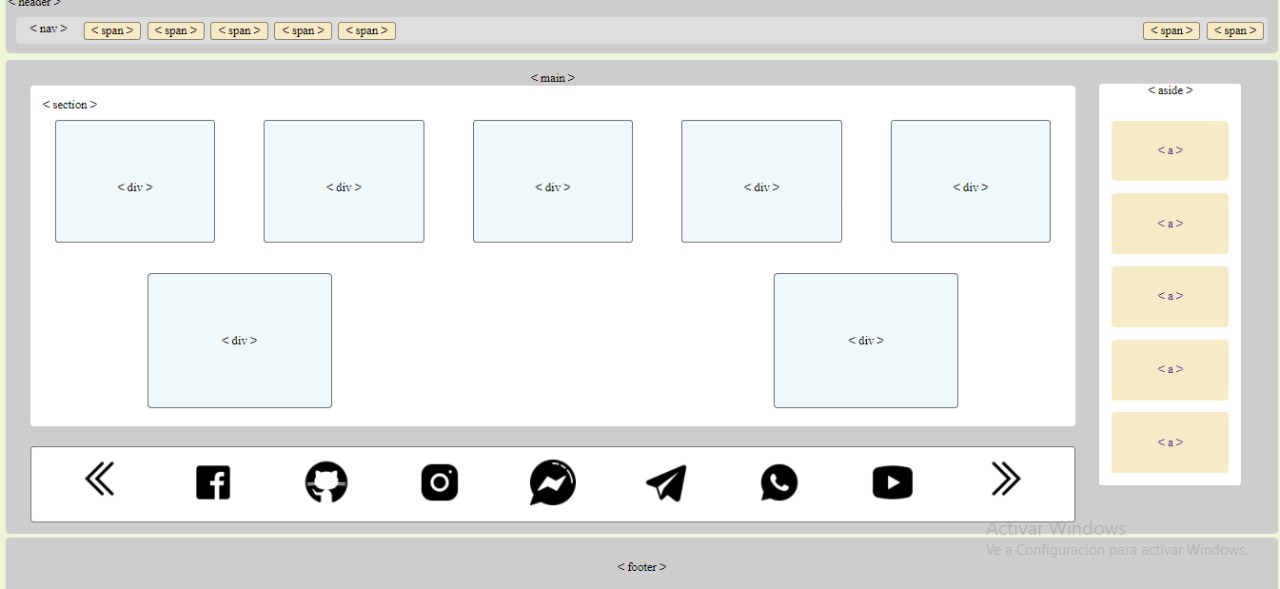 < header >
< nav > < span > < span > < span > < span > < span > < span > < span >
< main >
< aside >
< section >
< a >
< div > < div > < div > < div > < div >
< a >
< a >
< div > < div >
< a >
< a >
Activar Windows
Ve a Configuración para activar Windows.
< footer >